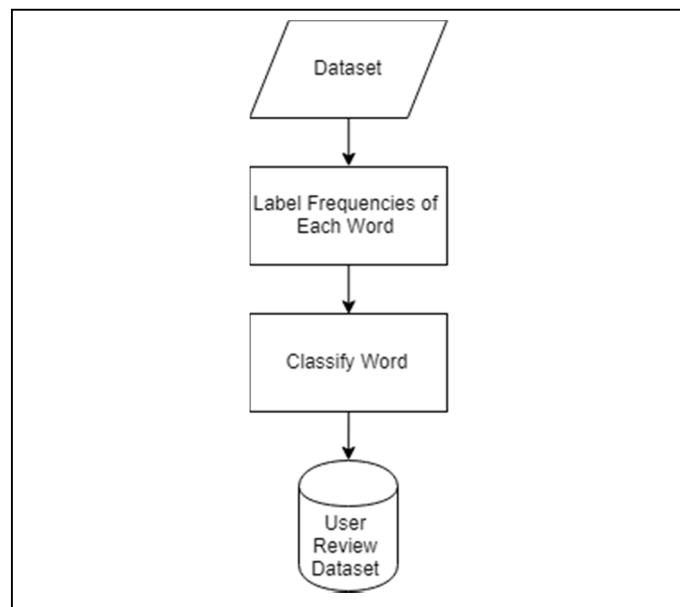 Dataset
Label Frequencies of
Each Word
Classify Word
User
Review
Dataset